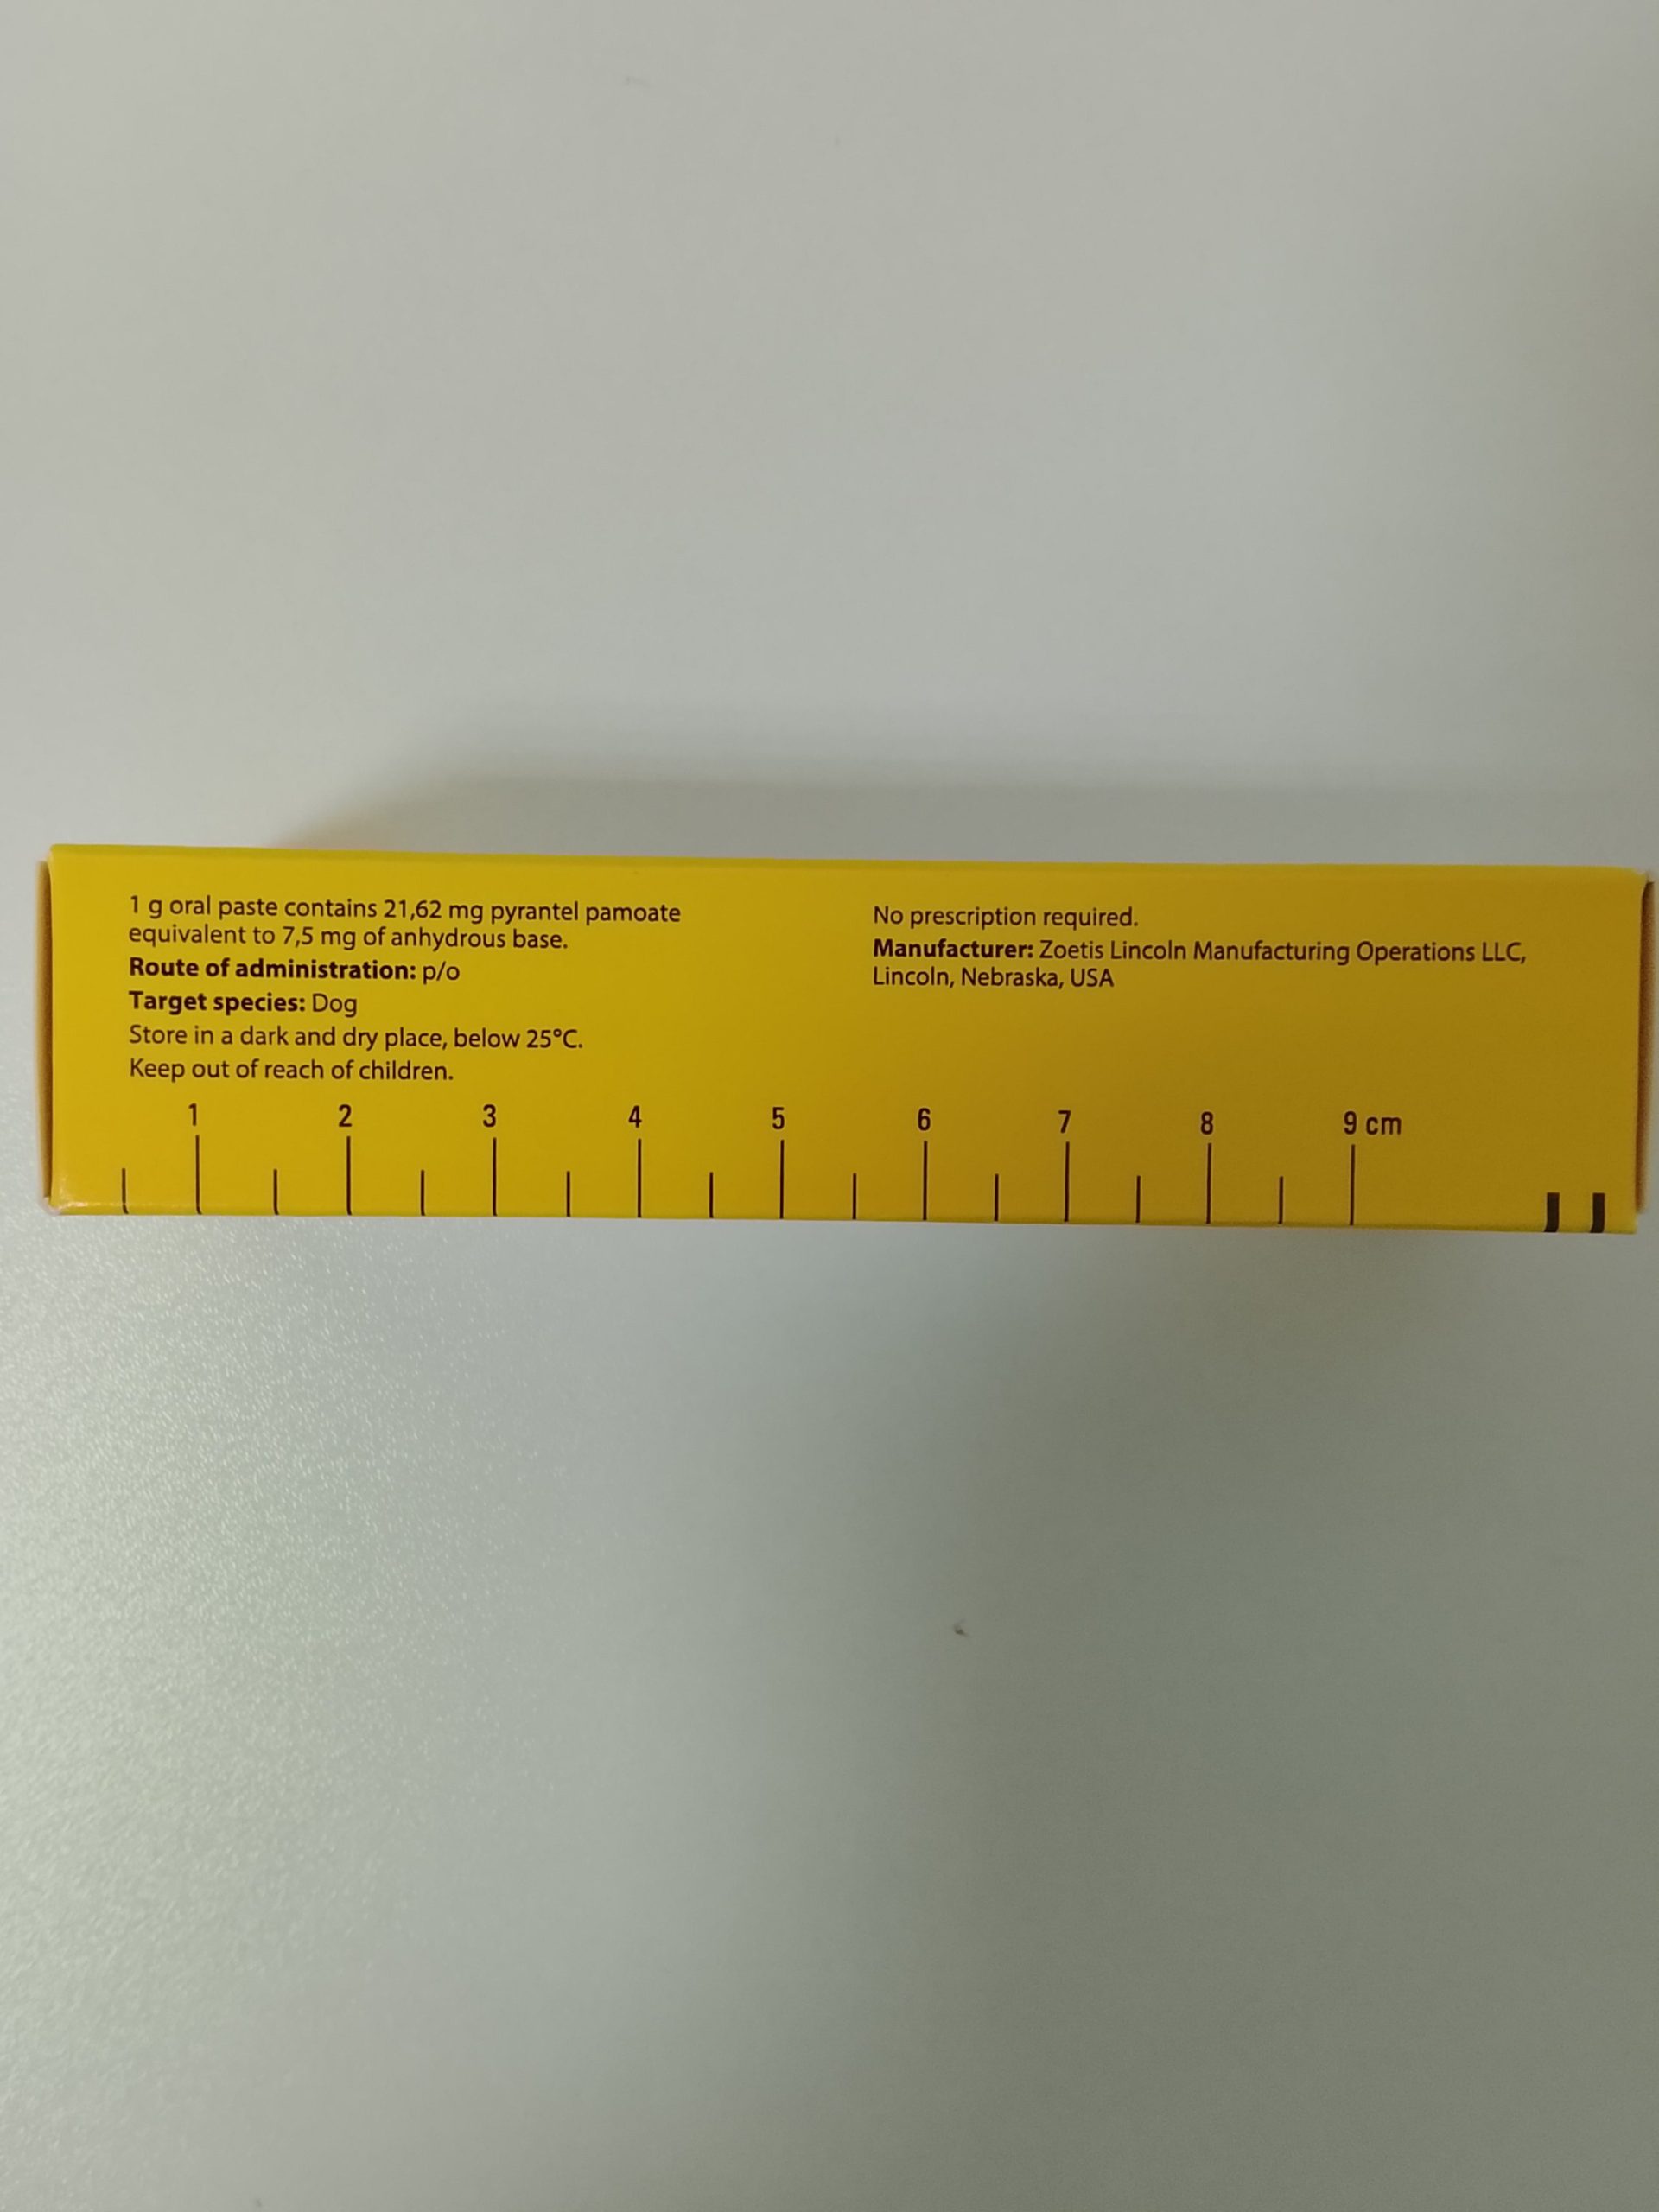 1 g oral paste contains 21,62 mg pyrantel pamoate
equivalent to 7,5 mg of anhydrous base.
Route of administration: p/o
Target species: Dog
Store in a dark and dry place, below 25°C.
Keep out of reach of children.
No prescription required.
Manufacturer: Zoetis Lincoln Manufacturing Operations LLC,
Lincoln, Nebraska, USA
1 2 3 4 5 6 7 8 9 cm